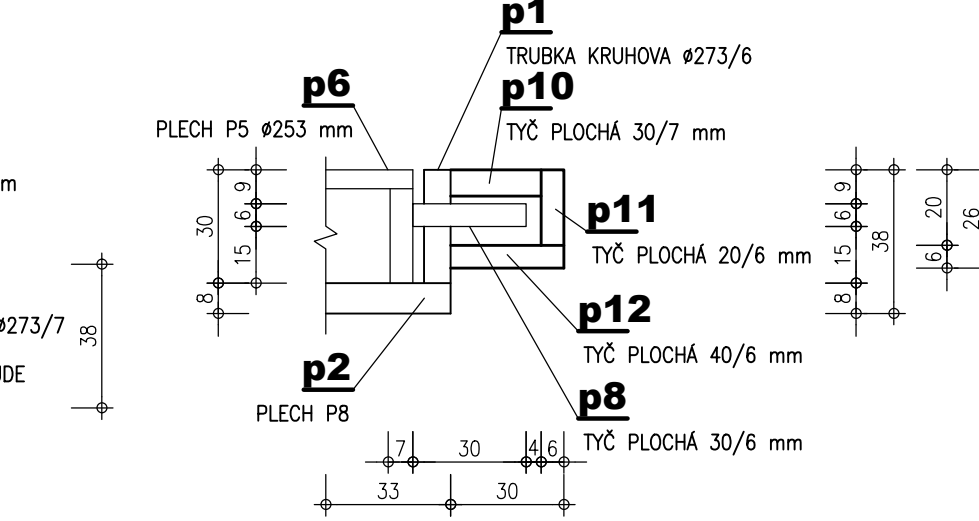 p1
TRUBKA KRUHOVA ø273/6
p6
p10
PLECH P5 ø253 mm
TYČ PLOCHÁ 30/7 mm
m
9
6
30
15
8
p11
TYČ PLOCHÁ 20/6 mm
9
6
15
8
38
20
6
26
ø273/7
38
UDE
p12
TYČ PLOCHÁ 40/6 mm
p2
PLECH P8
p8
TYČ PLOCHÁ 30/6 mm
7 30 4 6
33 30